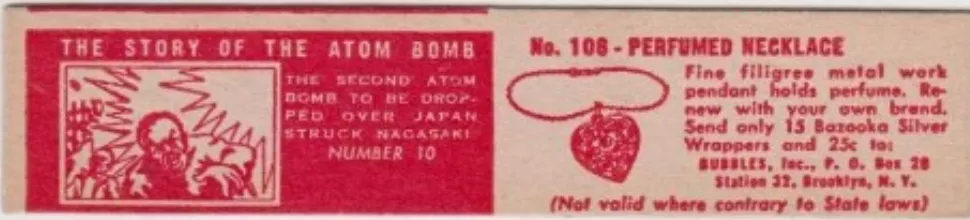 THE STORY OF THE ATOM BOMB
THE SECOND ATOM
BOMB TO BE DROP-
PED OVER JAPAN
STRUCK NAGASAKI.
NUMBER 10
No. 108 - PERFUMED NECKLACE
Fine filigree metal work
pendant holds perfume. Re-
new with your own brand.
Send only 15 Bazooka Silver
Wrappers and 25c to:
BUBBLES, Inc., P. O. Box 20
Station 32, Brooklyn, N. Y.
(Not valid where contrary to State laws)